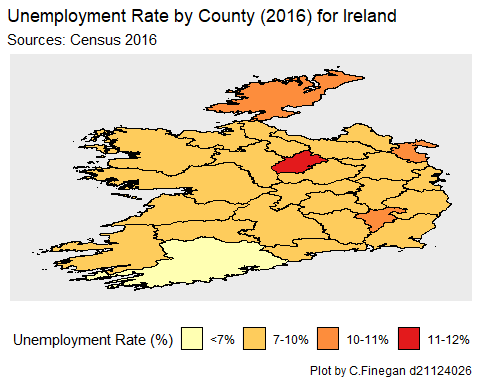 Unemployment Rate by County (2016) for Ireland
Sources: Census 2016
Unemployment Rate (%) <7% 7-10% 10-11% 11-12%
Plot by C.Finegan d21124026